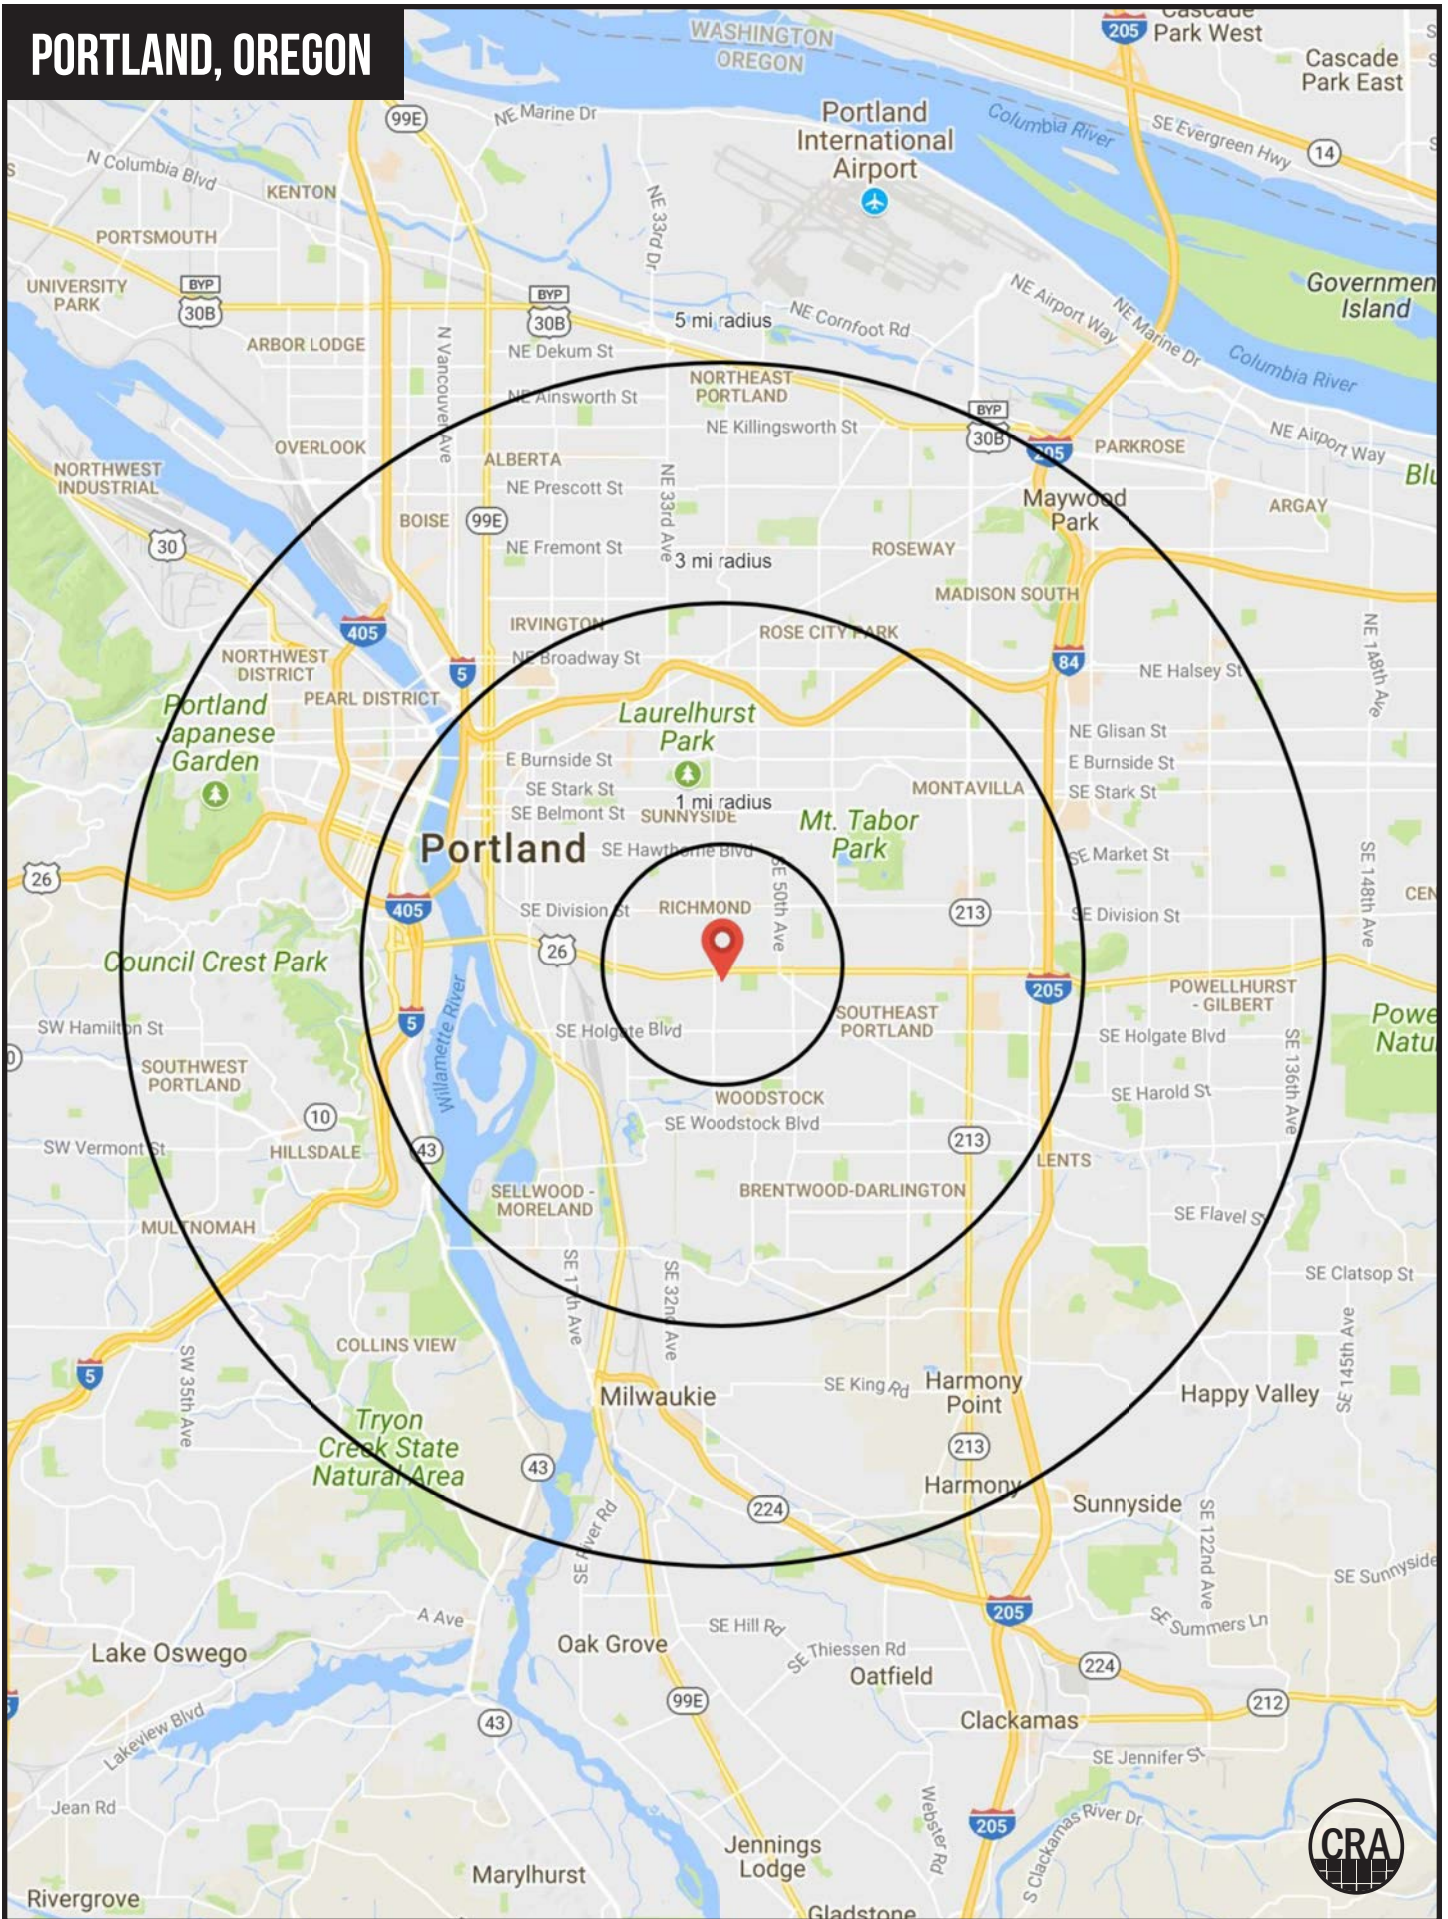 PORTLAND, OREGON
WASHINGTON
OREGON
205
Cascade
Park West
Cascade
Park East
99E
NE Marine Dr
Portland
International
Airport
Columbia River
SE Evergreen Hwy
14
N Columbia Blvd
KENTON
NE 33rd Dr
PORTSMOUTH
UNIVERSITY
PARK
BYP
30B
BYP
30B
5 mi radius
NE Cornfoot Rd
NE Airport Way
NE Marine Dr
Governmen
Island
Columbia River
ARBOR LODGE
N Vancouver Ave
NE Dekum St
NE Ainsworth St
NORTHEAST
PORTLAND
NE Killingsworth St
BYP
30B
205
PARKROSE
NE Airport Way
OVERLOOK
NORTHWEST
INDUSTRIAL
ALBERTA
NE Prescott St
NE 33rd Ave
Maywood
Park
ARGAY
Blu
30
BOISE
99E
NE Fremont St
3 mi radius
ROSEWAY
MADISON SOUTH
405
IRVINGTON
ROSE CITY PARK
NE 148th Ave
NORTHWEST
DISTRICT
5
NE Broadway St
84
NE Halsey St
PEARL DISTRICT
Portland
Japanese
Garden
Laurelhurst
Park
NE Glisan St
E Burnside St
E Burnside St
SE Stark St
MONTAVILLA
SE Stark St
1 mi radius
SE Belmont St
SUNNYSIDE
Mt. Tabor
Park
Portland
SE Hawthorne Blvd
SE Market St
SE 50th Ave
SE 148th Ave
26
405
SE Division St
RICHMOND
213
SE Division St
CEN
26
Council Crest Park
205
POWELLHURST
- GILBERT
SW Hamilton St
5
Willamette River
SE Holgate Blvd
SOUTHEAST
PORTLAND
SE Holgate Blvd
SE 136th Ave
Powe
Natu
SOUTHWEST
PORTLAND
10
WOODSTOCK
SE Harold St
SE Woodstock Blvd
SW Vermont St
HILLSDALE
43
213
LENTS
SELLWOOD -
MORELAND
BRENTWOOD-DARLINGTON
MULTNOMAH
SE Flavel St
SE 17th Ave
SE 32nd Ave
SE Clatsop St
COLLINS VIEW
SE 145th Ave
5
SW 35th Ave
Milwaukie
SE King Rd
Harmony
Point
Happy Valley
Tryon
Creek State
Natural Area
43
213
Harmony
224
Sunnyside
SE River Rd
SE 122nd Ave
SE Sunnyside
205
A Ave
SE Hill Rd
SE Summers Ln
Lake Oswego
Oak Grove
SE Thiessen Rd
Oatfield
224
99E
212
43
Lakeview Blvd
Clackamas
SE Jennifer St
Jean Rd
Webster Rd
205
S Clackamas River Dr
CRA
Jennings
Lodge
Marylhurst
Rivergrove
Gladstone